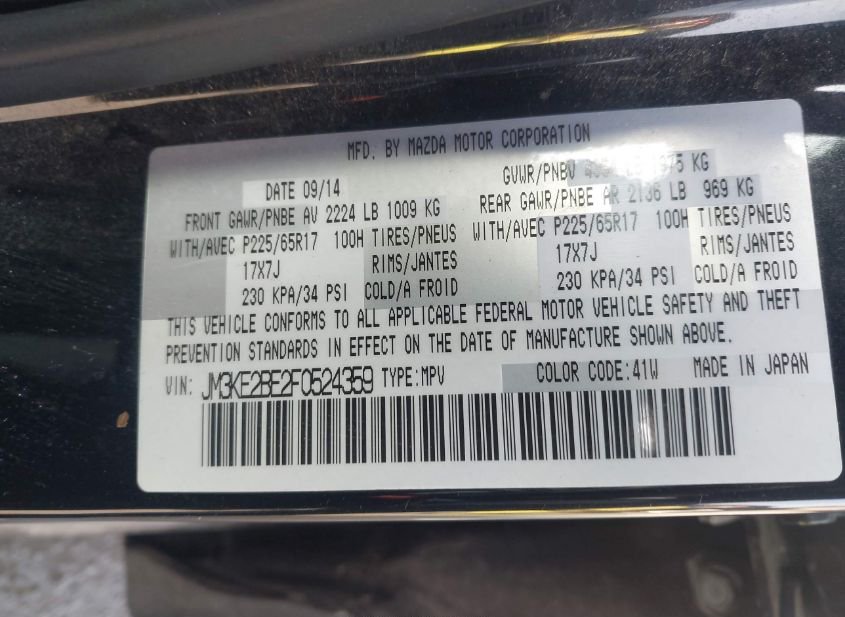 MFD. BY MAZDA MOTOR CORPORATION
DATE 09/14
GVWR/PNBV KG
FRONT GAWR/PNBE AV 2224 LB 1009 KG
REAR GAWR/PNBE AR 2136 LB 969 KG
WITH/AVEC P225/65R17 100H TIRES/PNEUS
WITH/AVEC P225/65R17 100H TIRES/PNEUS
17X7J RIMS/JANTES
17X7J RIMS/JANTES
230 KPA/34 PSI COLD/A FROID
230 KPA/34 PSI COLD/A FROID
THIS VEHICLE CONFORMS TO ALL APPLICABLE FEDERAL MOTOR VEHICLE SAFETY AND THEFT
PREVENTION STANDARDS IN EFFECT ON THE DATE OF MANUFACTURE SHOWN ABOVE.
VIN: JM3KE2BE2F0524359 TYPE:MPV COLOR CODE:41W MADE IN JAPAN